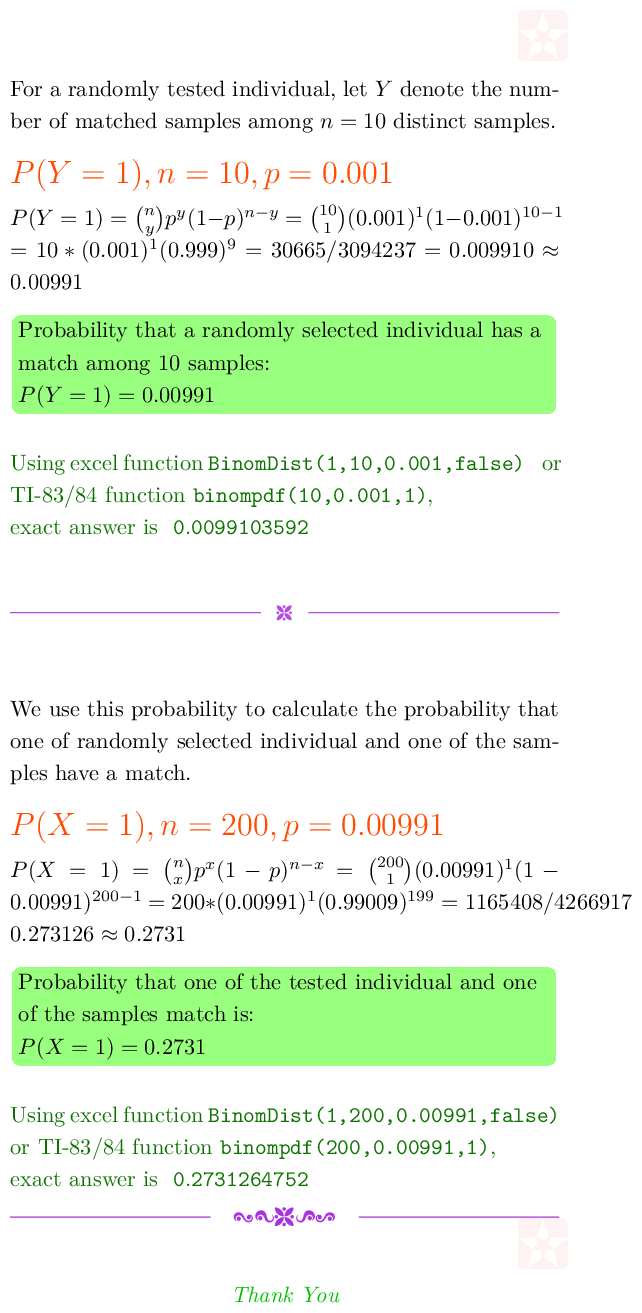 For a randomly tested individual, let Y denote the num-
ber of matched samples among n = 10 distinct samples.
P(Y = 1), n = 10, p = 0.001
P(Y = 1) = (n y) p^y (1−p)^{n−y} = (10 1) (0.001)^1 (1−0.001)^{10−1}
= 10 ∗ (0.001)^1 (0.999)^9 = 30665/3094237 = 0.009910 ≈
0.00991
Probability that a randomly selected individual has a
match among 10 samples:
P(Y = 1) = 0.00991
Using excel function BinomDist(1,10,0.001,false) or
TI-83/84 function binompdf(10,0.001,1),
exact answer is 0.0099103592
We use this probability to calculate the probability that
one of randomly selected individual and one of the sam-
ples have a match.
P(X = 1), n = 200, p = 0.00991
P(X = 1) = (n x) p^x (1 − p)^{n−x} = (200 1) (0.00991)^1 (1 −
0.00991)^{200−1} = 200∗(0.00991)^1 (0.99009)^{199} = 1165408/4266917
0.273126 ≈ 0.2731
Probability that one of the tested individual and one
of the samples match is:
P(X = 1) = 0.2731
Using excel function BinomDist(1,200,0.00991,false)
or TI-83/84 function binompdf(200,0.00991,1),
exact answer is 0.2731264752
Thank You